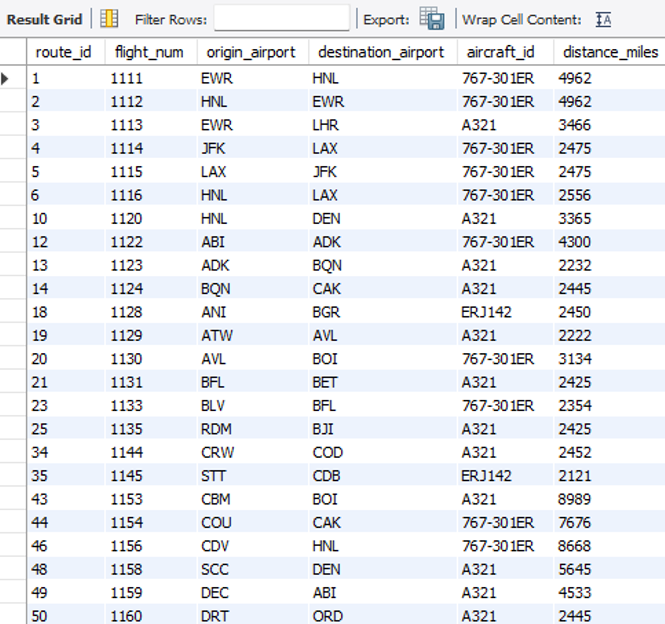 Result Grid Filter Rows: Export: Wrap Cell Content: IA
route_id flight_num origin_airport destination_airport aircraft_id distance_miles
1 1111 EWR HNL 767-301ER 4962
2 1112 HNL EWR 767-301ER 4962
3 1113 EWR LHR A321 3466
4 1114 JFK LAX 767-301ER 2475
5 1115 LAX JFK 767-301ER 2475
6 1116 HNL LAX 767-301ER 2556
10 1120 HNL DEN A321 3365
12 1122 ABI ADK 767-301ER 4300
13 1123 ADK BQN A321 2232
14 1124 BQN CAK A321 2445
18 1128 ANI BGR ERJ142 2450
19 1129 ATW AVL A321 2222
20 1130 AVL BOI 767-301ER 3134
21 1131 BFL BET A321 2425
23 1133 BLV BFL 767-301ER 2354
25 1135 RDM BJI A321 2425
34 1144 CRW COD A321 2452
35 1145 STT CDB ERJ142 2121
43 1153 CBM BOI A321 8989
44 1154 COU CAK 767-301ER 7676
46 1156 CDV HNL 767-301ER 8668
48 1158 SCC DEN A321 5645
49 1159 DEC ABI A321 4533
50 1160 DRT ORD A321 2445